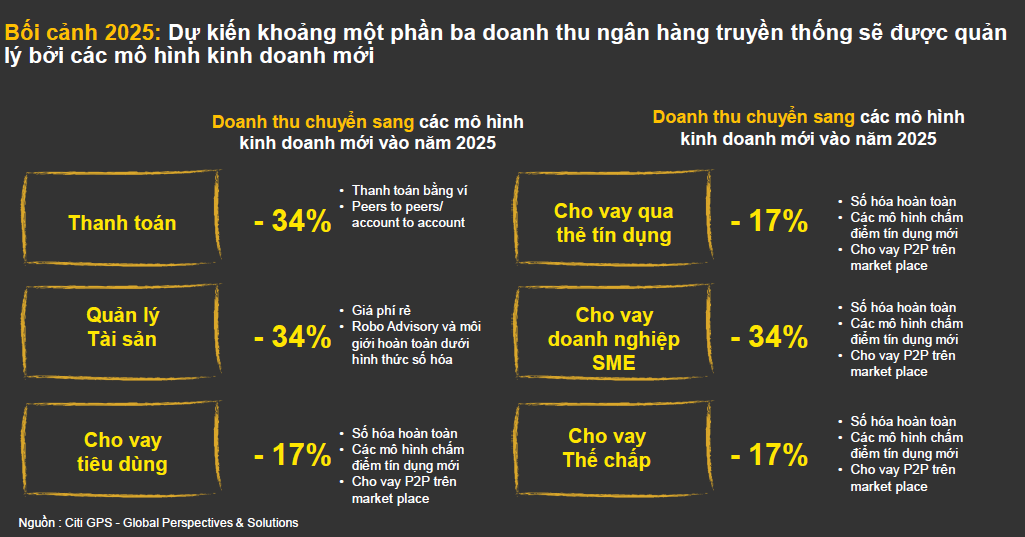 Bối cảnh 2025: Dự kiến khoảng một phần ba doanh thu ngân hàng truyền thống sẽ được quản
lý bởi các mô hình kinh doanh mới
Doanh thu chuyển sang các mô hình
kinh doanh mới vào năm 2025
Thanh toán
- 34%
• Thanh toán bằng ví
• Peers to peers/
account to account
Quản lý
Tài sản
- 34%
• Giá phí rẻ
• Robo Advisory và môi
giới hoàn toàn dưới
hình thức số hóa
Cho vay
tiêu dùng
- 17%
• Số hóa hoàn toàn
• Các mô hình chấm
điểm tín dụng mới
• Cho vay P2P trên
market place
Doanh thu chuyển sang các mô hình
kinh doanh mới vào năm 2025
Cho vay qua
thẻ tín dụng
- 17%
• Số hóa hoàn toàn
• Các mô hình chấm
điểm tín dụng mới
• Cho vay P2P trên
market place
Cho vay
doanh nghiệp
SME
- 34%
• Số hóa hoàn toàn
• Các mô hình chấm
điểm tín dụng mới
• Cho vay P2P trên
market place
Cho vay
Thế chấp
- 17%
• Số hóa hoàn toàn
• Các mô hình chấm
điểm tín dụng mới
• Cho vay P2P trên
market place
Nguồn : Citi GPS - Global Perspectives & Solutions